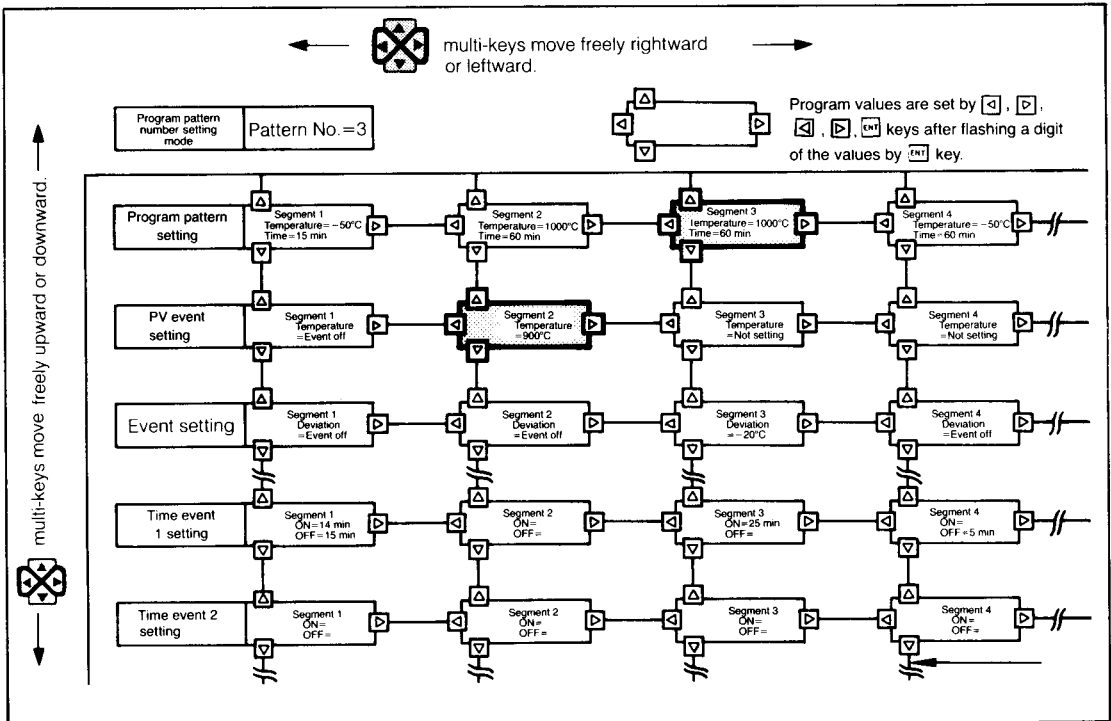 multi-keys move freely rightward
or leftward.
Program pattern
number setting
mode
Pattern No.=3
Program values are set by ◁, ▷,
◁, ▷, ENT keys after flashing a digit
of the values by ENT key.
multi-keys move freely upward or downward.
Program pattern
setting
Segment 1
Temperature=−50°C
Time=15 min
Segment 2
Temperature=1000°C
Time=60 min
Segment 3
Temperature=1000°C
Time=60 min
Segment 4
Temperature=−50°C
Time=60 min
PV event
setting
Segment 1
Temperature
=Event off
Segment 2
Temperature
=900°C
Segment 3
Temperature
=Not setting
Segment 4
Temperature
=Not setting
Event setting
Segment 1
Deviation
=Event off
Segment 2
Deviation
=Event off
Segment 3
Deviation
=−20°C
Segment 4
Deviation
=Event off
Time event
1 setting
Segment 1
ON=14 min
OFF=15 min
Segment 2
ON=
OFF=
Segment 3
ON=25 min
OFF=
Segment 4
ON=
OFF=5 min
Time event 2
setting
Segment 1
ON=
OFF=
Segment 2
ON=
OFF=
Segment 3
ON=
OFF=
Segment 4
ON=
OFF=